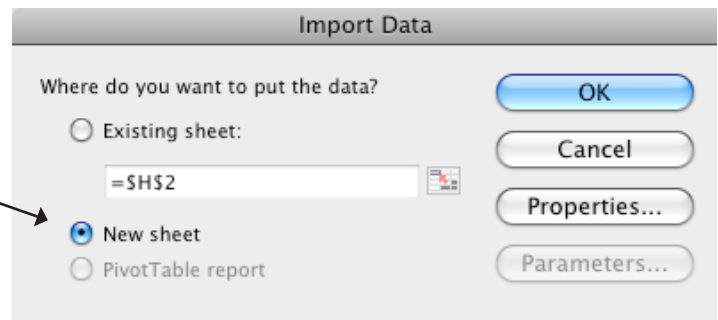 Import Data
Where do you want to put the data?
OK
Existing sheet:
Cancel
=$H$2
Properties...
New sheet
PivotTable report
Parameters...